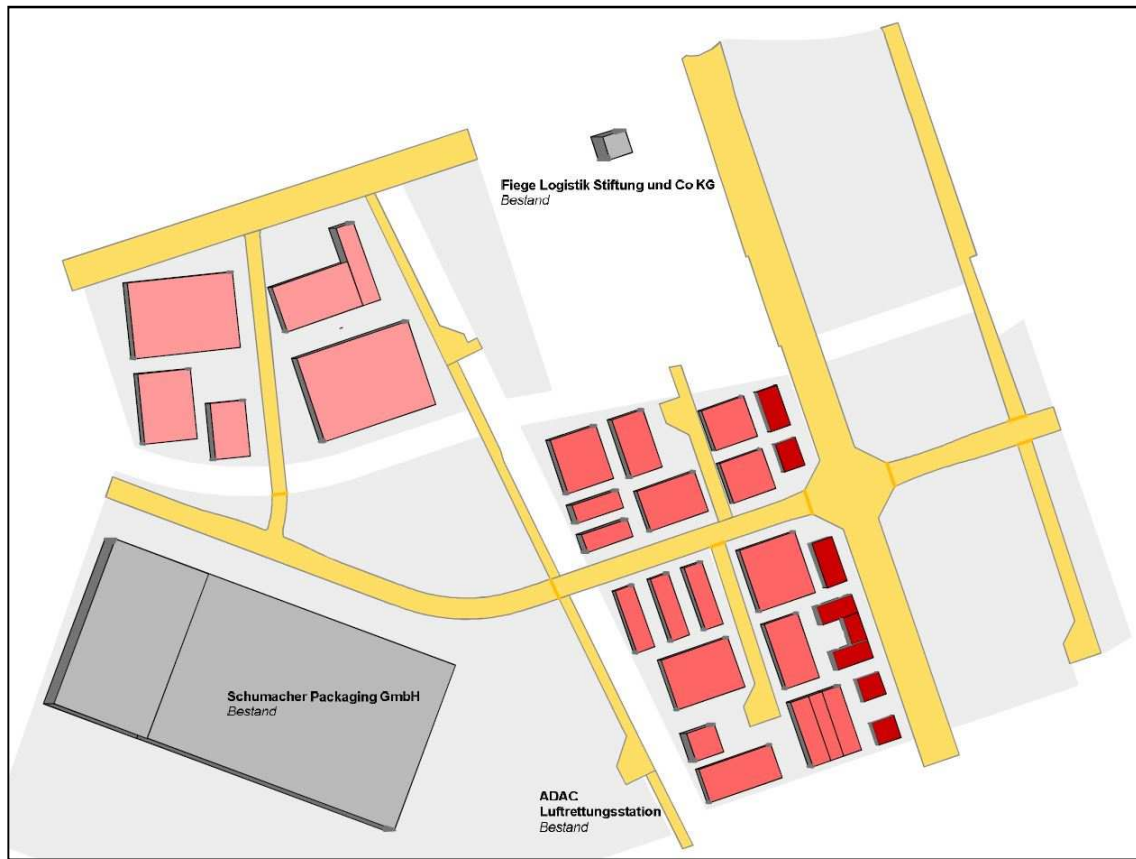 Fiege Logistik Stiftung und Co KG
Bestand
Schumacher Packaging GmbH
Bestand
ADAC
Luftrettungsstation
Bestand